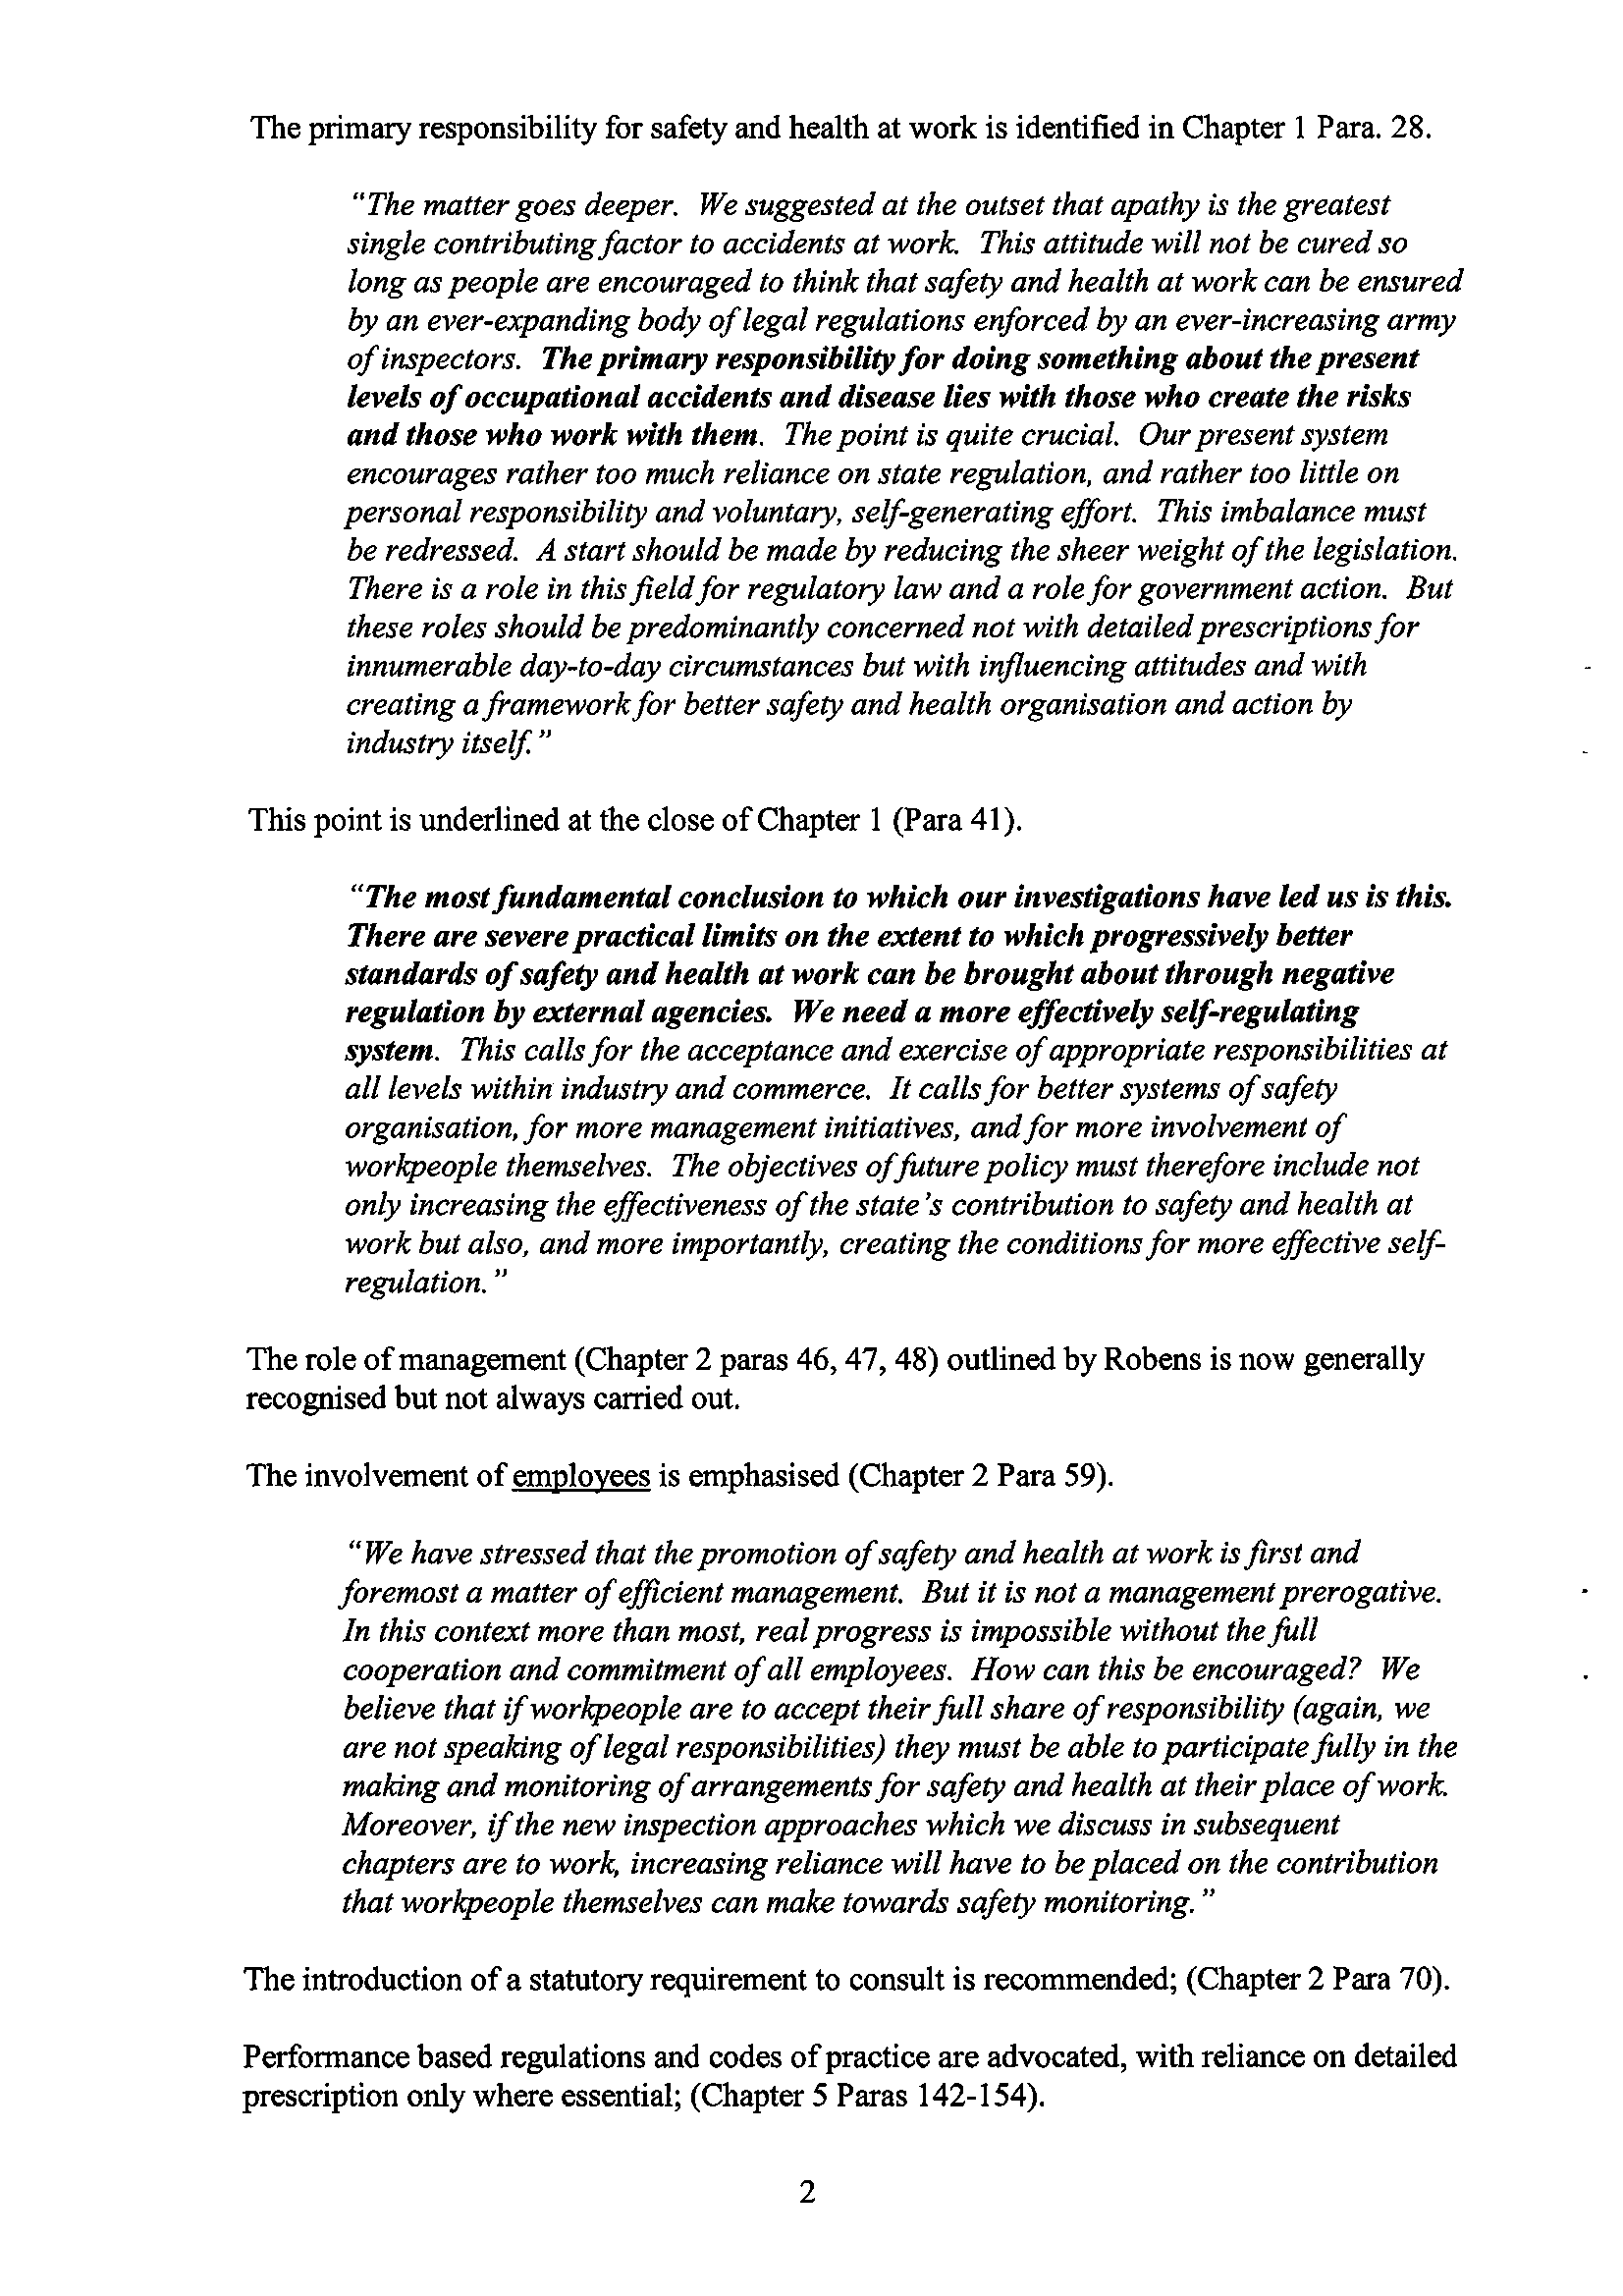 The primary responsibility for safety and health at work is identified in Chapter 1 Para. 28.
“The matter goes deeper. We suggested at the outset that apathy is the greatest
single contributing factor to accidents at work. This attitude will not be cured so
long as people are encouraged to think that safety and health at work can be ensured
by an ever-expanding body of legal regulations enforced by an ever-increasing army
of inspectors. The primary responsibility for doing something about the present
levels of occupational accidents and disease lies with those who create the risks
and those who work with them. The point is quite crucial. Our present system
encourages rather too much reliance on state regulation, and rather too little on
personal responsibility and voluntary, self-generating effort. This imbalance must
be redressed. A start should be made by reducing the sheer weight of the legislation.
There is a role in this field for regulatory law and a role for government action. But
these roles should be predominantly concerned not with detailed prescriptions for
innumerable day-to-day circumstances but with influencing attitudes and with
creating a framework for better safety and health organisation and action by
industry itself.”
This point is underlined at the close of Chapter 1 (Para 41).
“The most fundamental conclusion to which our investigations have led us is this.
There are severe practical limits on the extent to which progressively better
standards of safety and health at work can be brought about through negative
regulation by external agencies. We need a more effectively self-regulating
system. This calls for the acceptance and exercise of appropriate responsibilities at
all levels within industry and commerce. It calls for better systems of safety
organisation, for more management initiatives, and for more involvement of
workpeople themselves. The objectives of future policy must therefore include not
only increasing the effectiveness of the state’s contribution to safety and health at
work but also, and more importantly, creating the conditions for more effective self-
regulation.”
The role of management (Chapter 2 paras 46, 47, 48) outlined by Robens is now generally
recognised but not always carried out.
The involvement of employees is emphasised (Chapter 2 Para 59).
“We have stressed that the promotion of safety and health at work is first and
foremost a matter of efficient management. But it is not a management prerogative.
In this context more than most, real progress is impossible without the full
cooperation and commitment of all employees. How can this be encouraged? We
believe that if workpeople are to accept their full share of responsibility (again, we
are not speaking of legal responsibilities) they must be able to participate fully in the
making and monitoring of arrangements for safety and health at their place of work.
Moreover, if the new inspection approaches which we discuss in subsequent
chapters are to work, increasing reliance will have to be placed on the contribution
that workpeople themselves can make towards safety monitoring.”
The introduction of a statutory requirement to consult is recommended; (Chapter 2 Para 70).
Performance based regulations and codes of practice are advocated, with reliance on detailed
prescription only where essential; (Chapter 5 Paras 142-154).
2